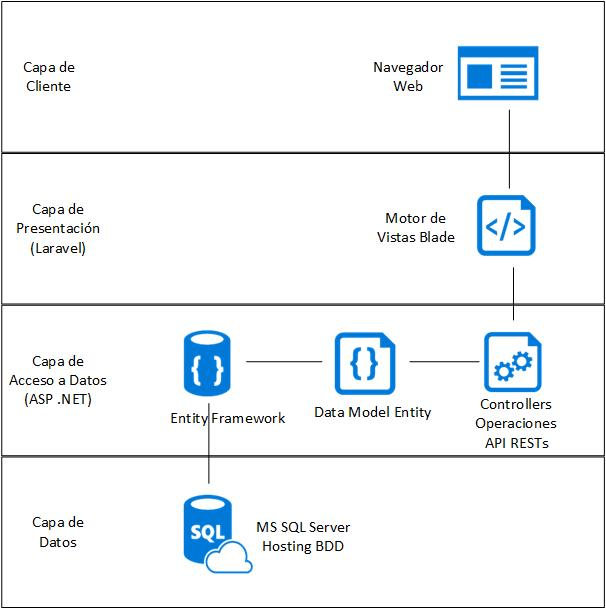 Capa de
Cliente
Navegador
Web
Capa de
Presentación
(Laravel)
Motor de
Vistas Blade
</>
Capa de
Acceso a Datos
(ASP .NET)
{ }
Entity Framework
{ }
Data Model Entity
Controllers
Operaciones
API RESTs
Capa de
Datos
SQL
MS SQL Server
Hosting BDD